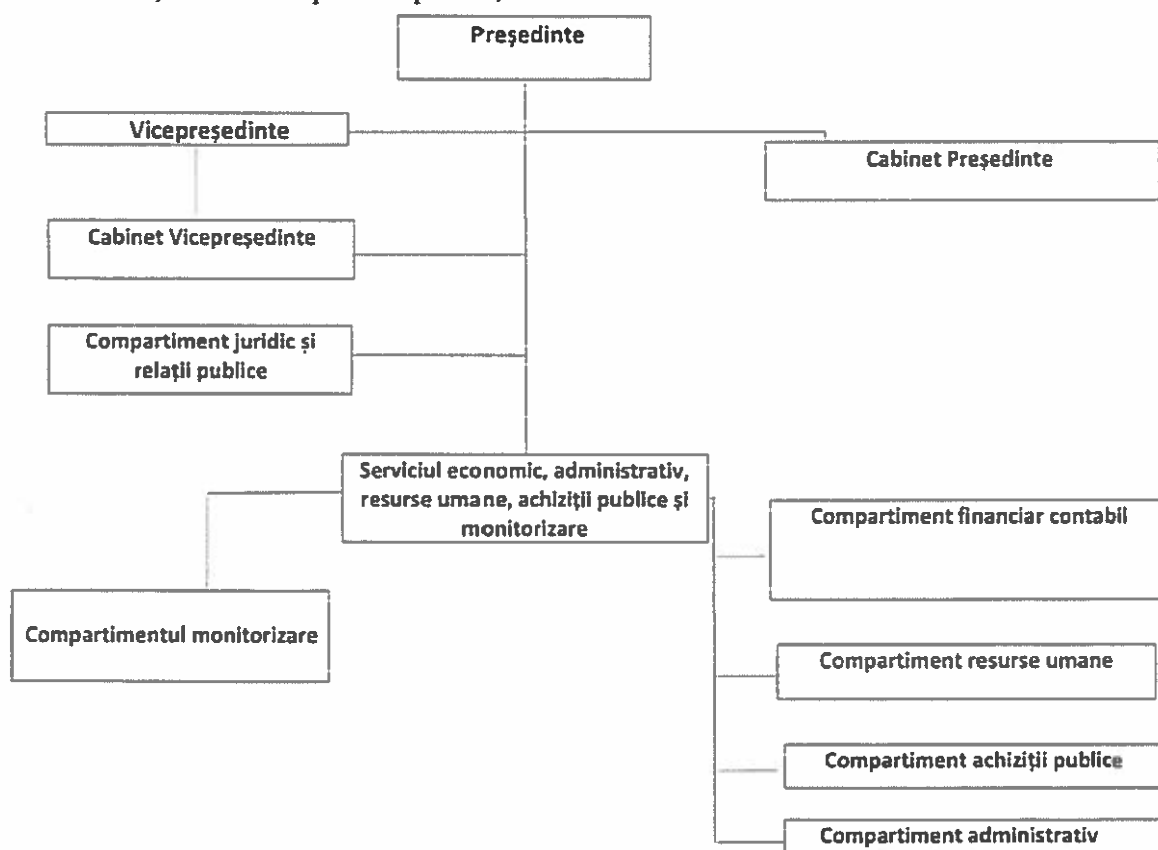 Președinte
Vicepreședinte
Cabinet Președinte
Cabinet Vicepreședinte
Compartiment juridic și
relații publice
Serviciul economic, administrativ,
resurse umane, achiziții publice și
monitorizare
Compartiment financiar contabil
Compartimentul monitorizare
Compartiment resurse umane
Compartiment achiziții publice
Compartiment administrativ